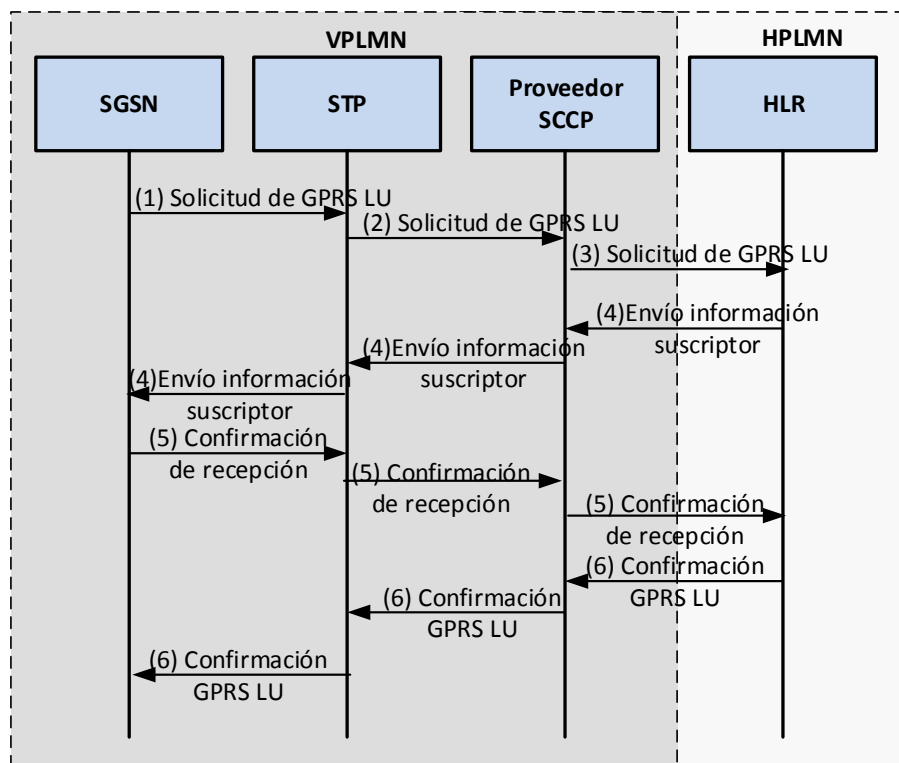 VPLMN
HPLMN
SGSN
STP
Proveedor
SCCP
HLR
(1) Solicitud de GPRS LU
(2) Solicitud de GPRS LU
(3) Solicitud de GPRS LU
(4)Envío información
suscriptor
(4)Envío información
suscriptor
(4)Envío información
suscriptor
(5) Confirmación
de recepción
(5) Confirmación
de recepción
(5) Confirmación
de recepción
(6) Confirmación
GPRS LU
(6) Confirmación
GPRS LU
(6) Confirmación
GPRS LU